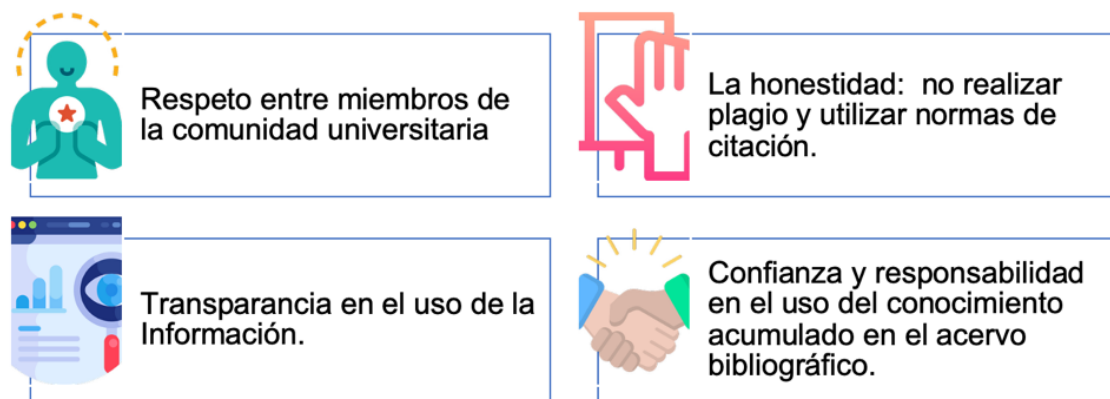 Respeto entre miembros de
la comunidad universitaria
La honestidad:  no realizar
plagio y utilizar normas de
citación.
Transparancia en el uso de la
Información.
Confianza y responsabilidad
en el uso del conocimiento
acumulado en el acervo
bibliográfico.